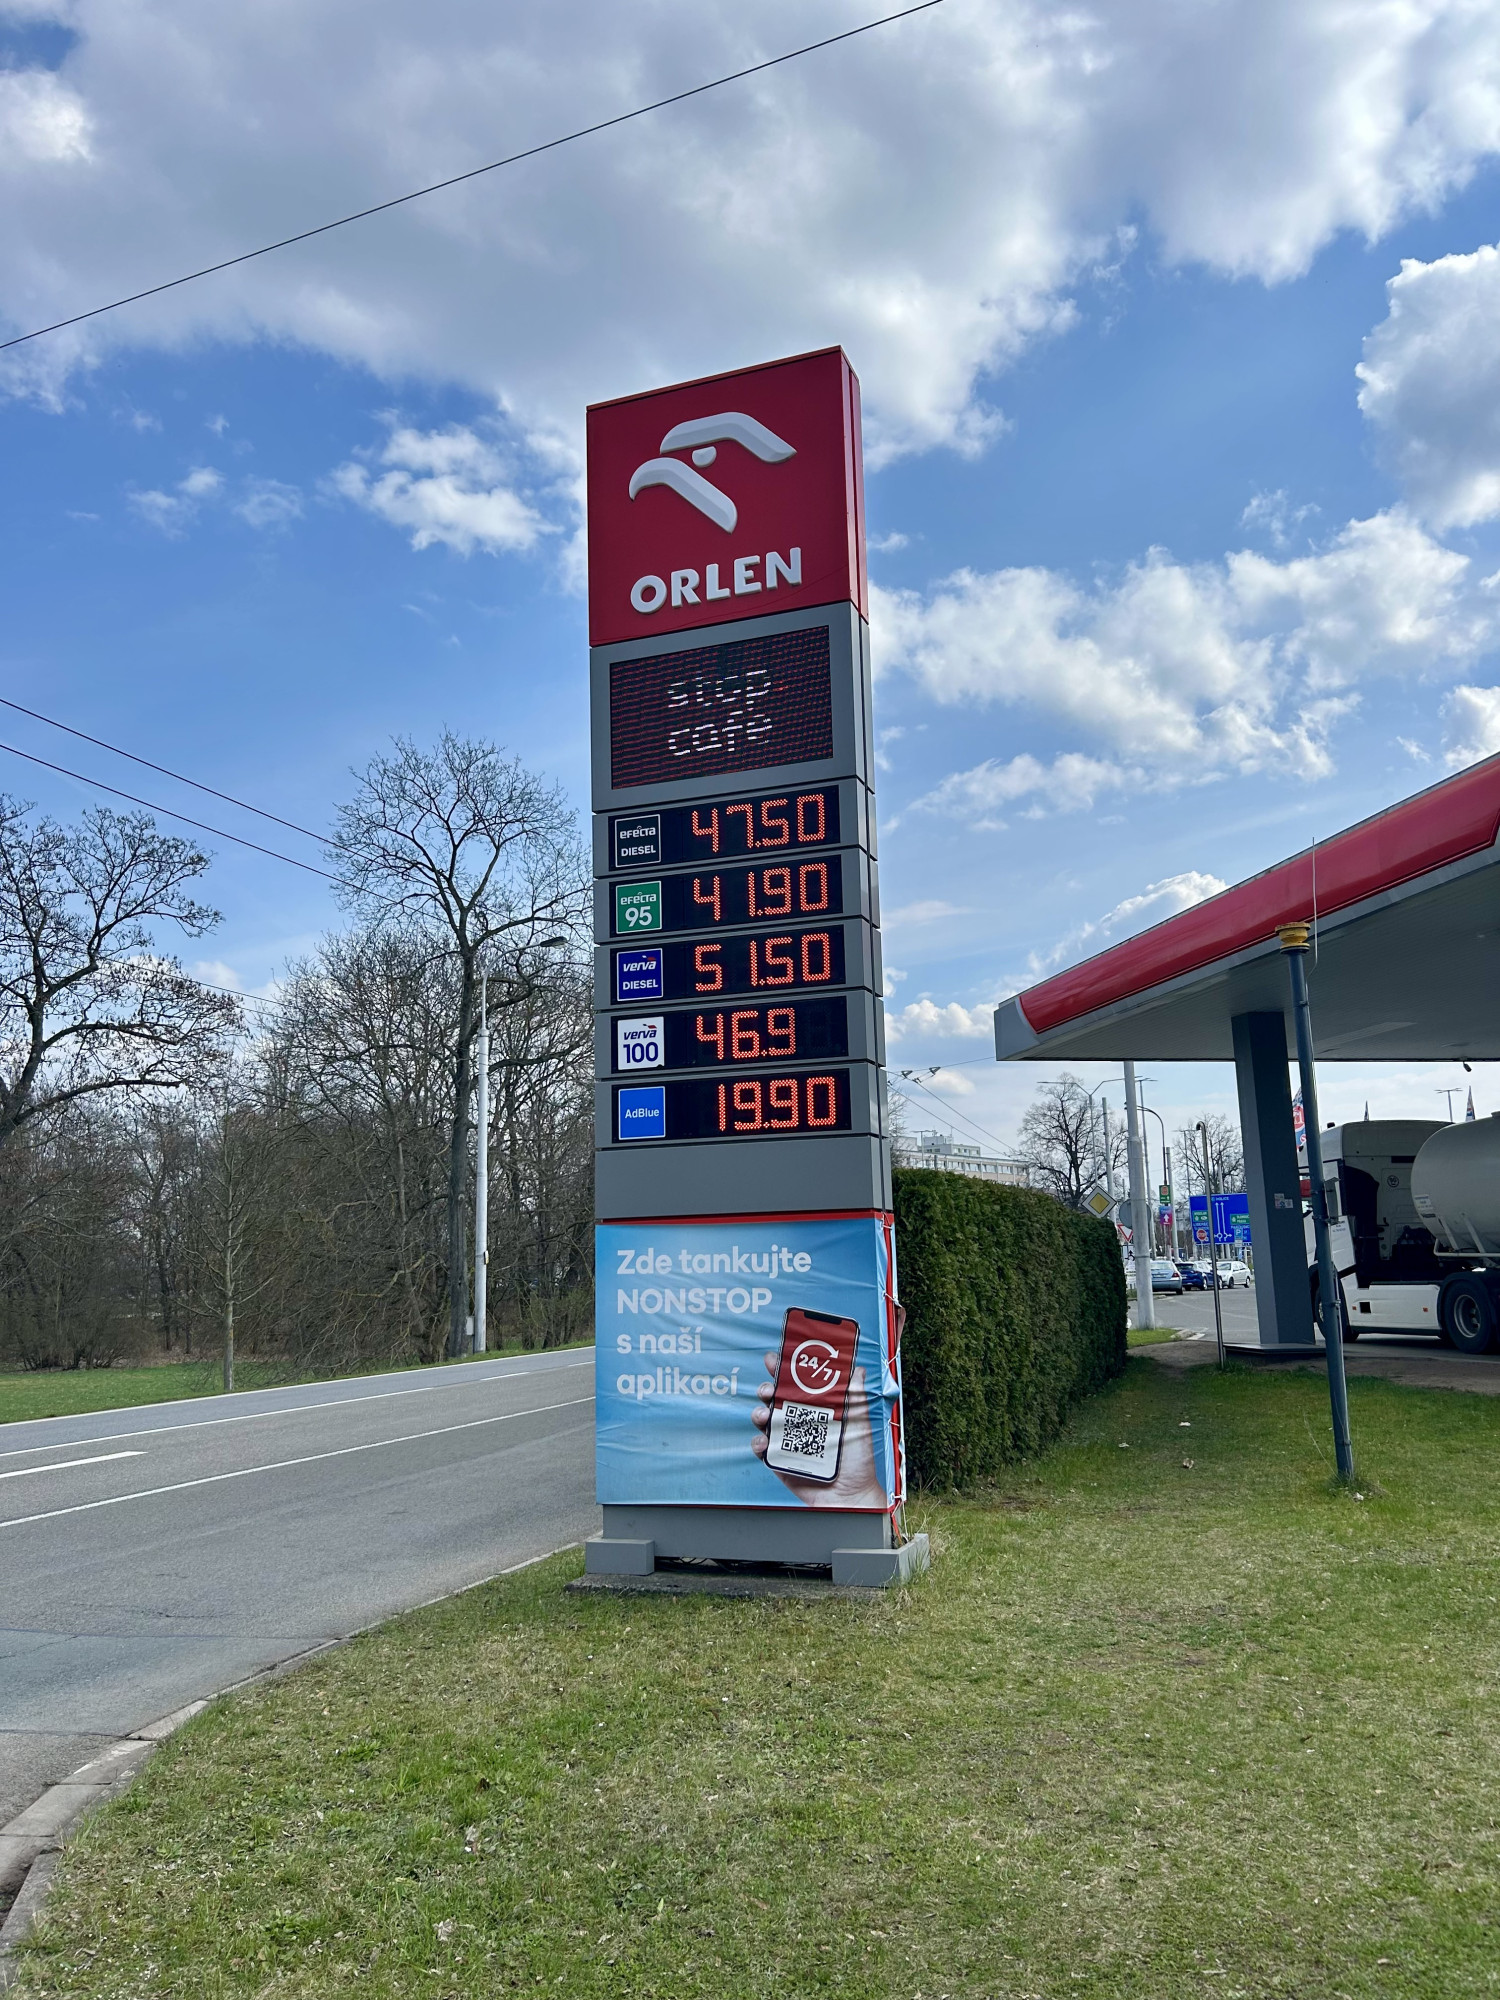 ORLEN
stop
cafe
efecta
DIESEL
47.50
efecta
95
41.90
verva
DIESEL
51.50
verva
100
46.9
AdBlue
19.90
Zde tankujte
NONSTOP
s naší
aplikací
24/7